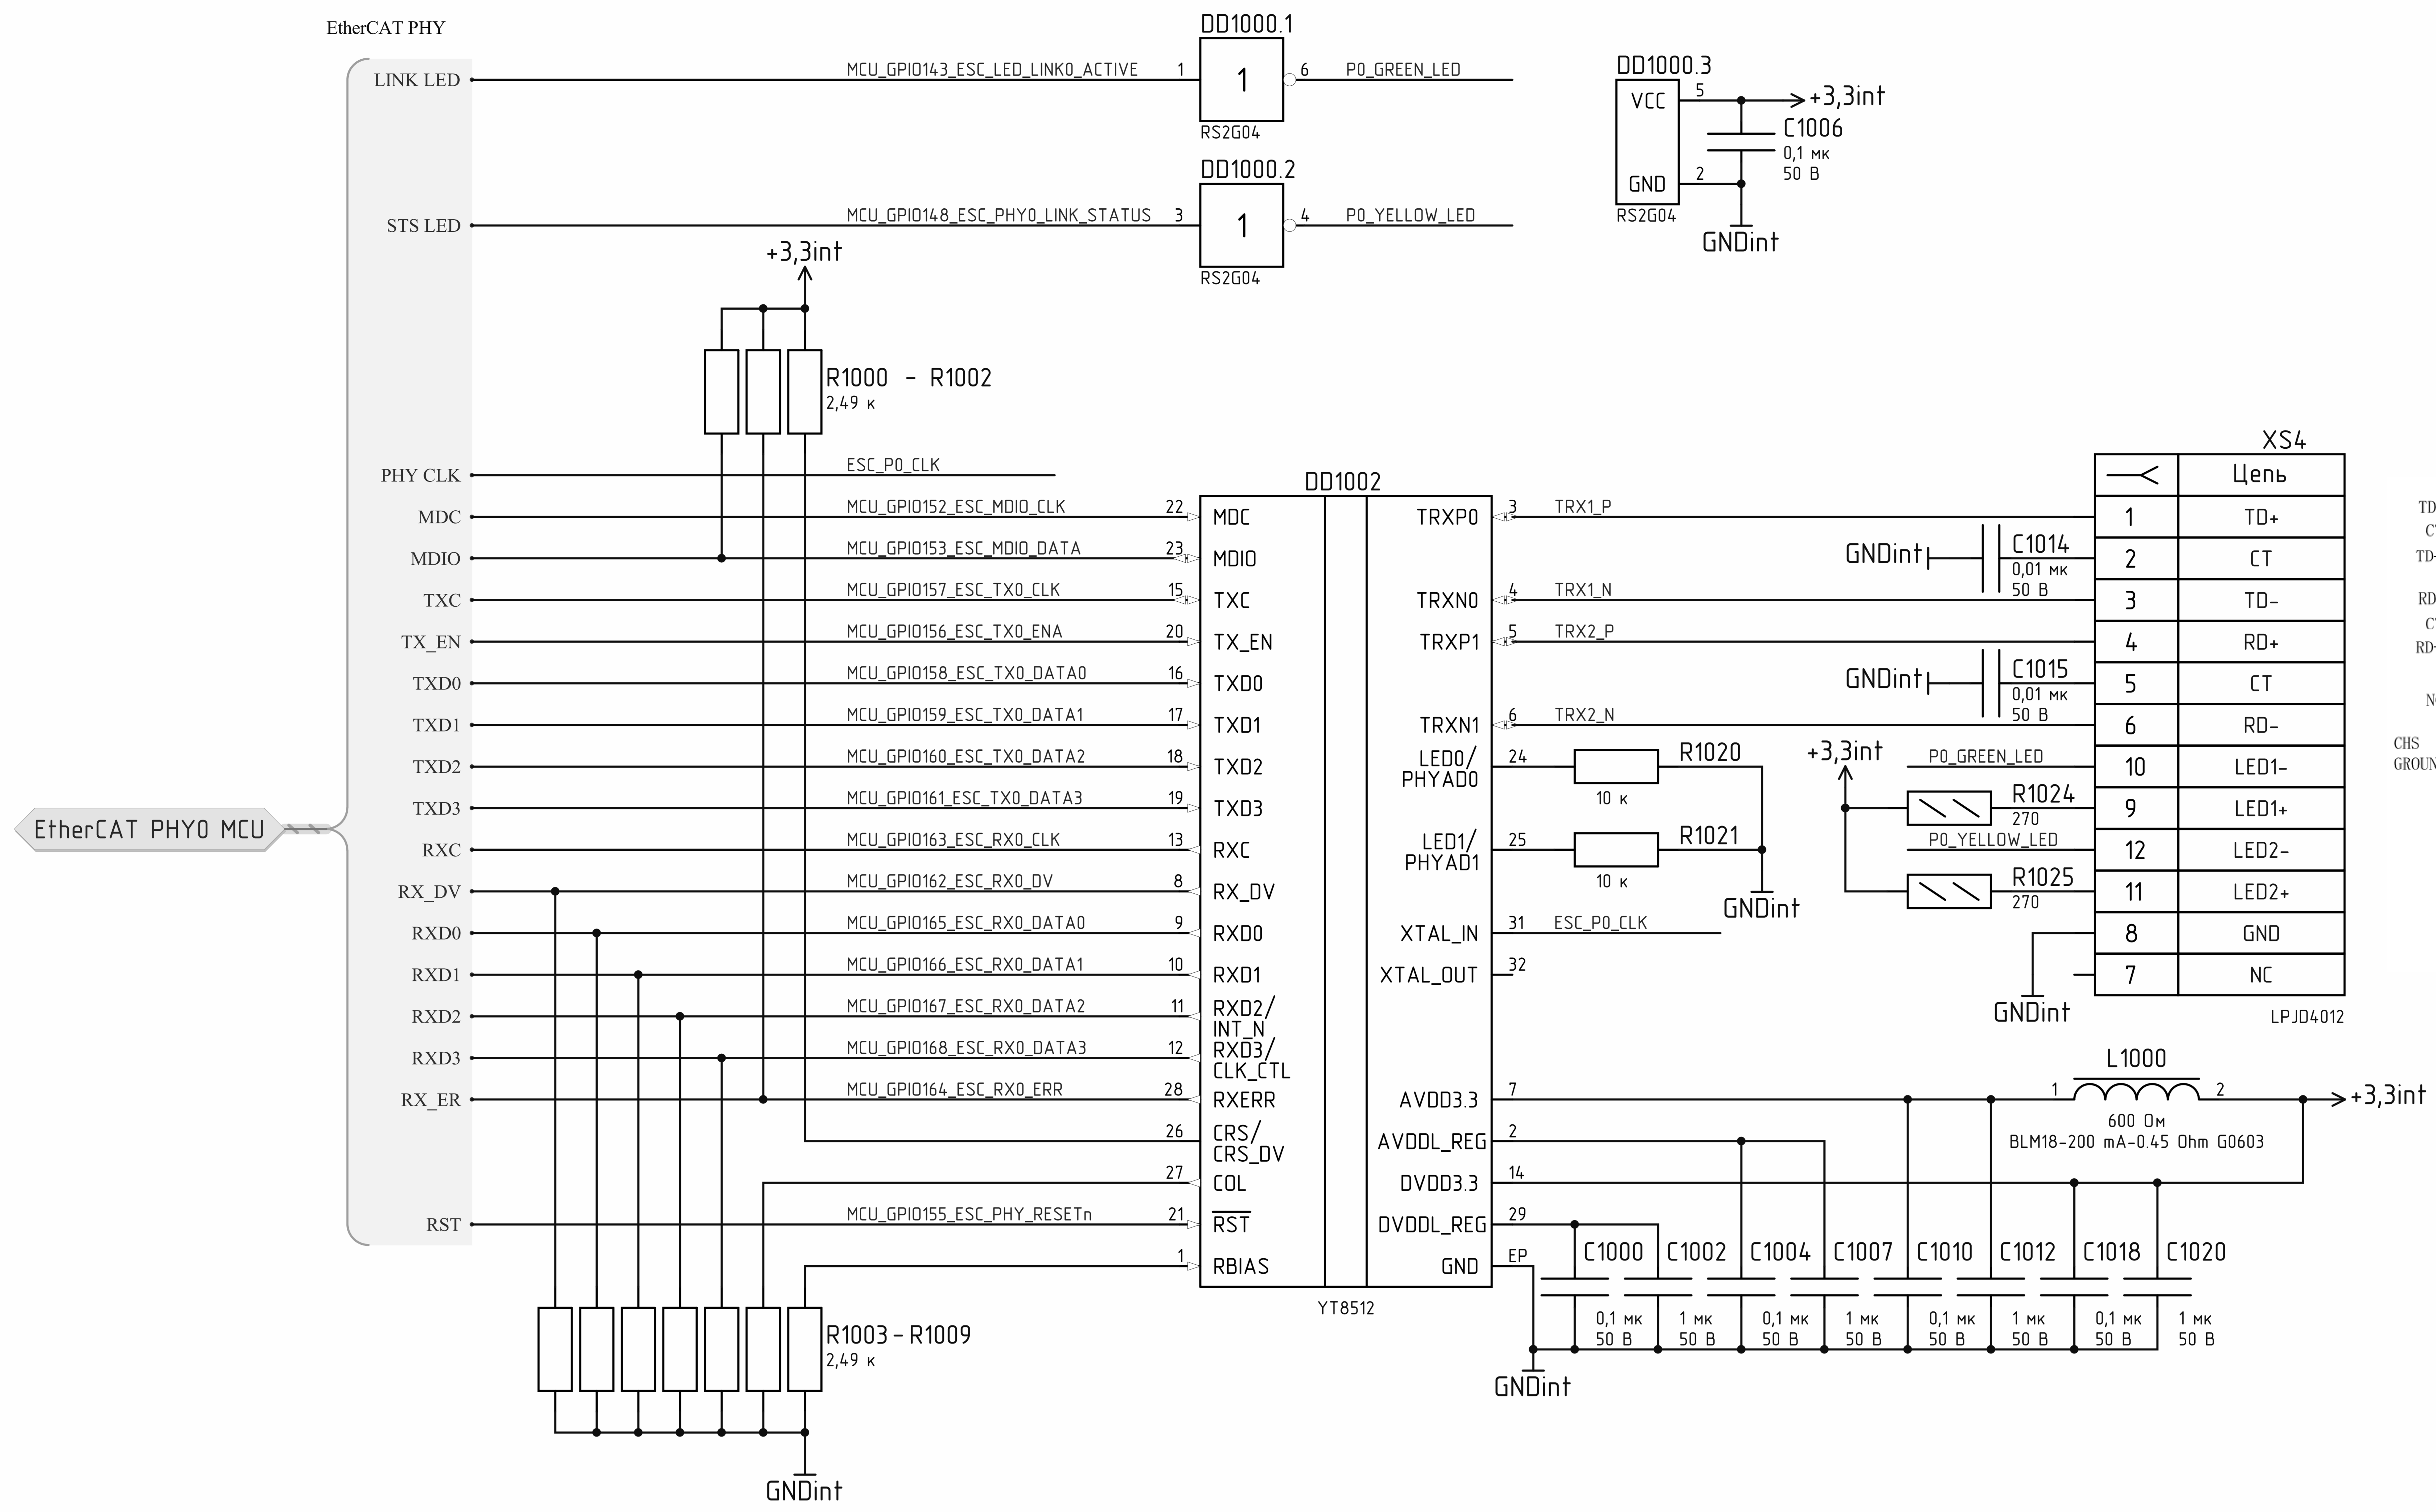 EtherCAT PHY
EtherCAT PHY0 MCU
LINK LED
STS LED
PHY CLK
MDC
MDIO
TXC
TX_EN
TXD0
TXD1
TXD2
TXD3
RXC
RX_DV
RXD0
RXD1
RXD2
RXD3
RX_ER
RST
MCU_GPIO143_ESC_LED_LINK0_ACTIVE 1
DD1000.1
1
RS2G04
6 P0_GREEN_LED
MCU_GPIO148_ESC_PHY0_LINK_STATUS 3
DD1000.2
1
RS2G04
4 P0_YELLOW_LED
DD1000.3
VCC 5
GND 2
RS2G04
+3,3int
C1006
0,1 мк
50 В
GNDint
+3,3int
R1000 - R1002
2,49 к
ESC_P0_CLK
MCU_GPIO152_ESC_MDIO_CLK 22
MCU_GPIO153_ESC_MDIO_DATA 23
MCU_GPIO157_ESC_TX0_CLK 15
MCU_GPIO156_ESC_TX0_ENA 20
MCU_GPIO158_ESC_TX0_DATA0 16
MCU_GPIO159_ESC_TX0_DATA1 17
MCU_GPIO160_ESC_TX0_DATA2 18
MCU_GPIO161_ESC_TX0_DATA3 19
MCU_GPIO163_ESC_RX0_CLK 13
MCU_GPIO162_ESC_RX0_DV 8
MCU_GPIO165_ESC_RX0_DATA0 9
MCU_GPIO166_ESC_RX0_DATA1 10
MCU_GPIO167_ESC_RX0_DATA2 11
MCU_GPIO168_ESC_RX0_DATA3 12
MCU_GPIO164_ESC_RX0_ERR 28
26
27
MCU_GPIO155_ESC_PHY_RESETn 21
1
R1003 - R1009
2,49 к
GNDint
DD1002
MDC
MDIO
TXC
TX_EN
TXD0
TXD1
TXD2
TXD3
RXC
RX_DV
RXD0
RXD1
RXD2/
INT_N
RXD3/
CLK_CTL
RXERR
CRS/
CRS_DV
COL
RST
RBIAS
TRXP0
TRXN0
TRXP1
TRXN1
LED0/
PHYAD0
LED1/
PHYAD1
XTAL_IN
XTAL_OUT
AVDD3.3
AVDDL_REG
DVDD3.3
DVDDL_REG
GND
YT8512
3 TRX1_P
4 TRX1_N
5 TRX2_P
6 TRX2_N
24
R1020
10 к
25
R1021
10 к
GNDint
31 ESC_P0_CLK
32
7
2
14
29
EP
GNDint
C1014
0,01 мк
50 В
GNDint
C1015
0,01 мк
50 В
+3,3int
P0_GREEN_LED
R1024
270
P0_YELLOW_LED
R1025
270
GNDint
XS4
Цепь
1 TD+
2 CT
3 TD-
4 RD+
5 CT
6 RD-
10 LED1-
9 LED1+
12 LED2-
11 LED2+
8 GND
7 NC
LPJD4012
CHS
L1000
1 2
+3,3int
600 Ом
BLM18-200 mA-0.45 Ohm G0603
C1000 C1002 C1004 C1007 C1010 C1012 C1018 C1020
0,1 мк 1 мк 0,1 мк 1 мк 0,1 мк 1 мк 0,1 мк 1 мк
50 В 50 В 50 В 50 В 50 В 50 В 50 В 50 В
GNDint